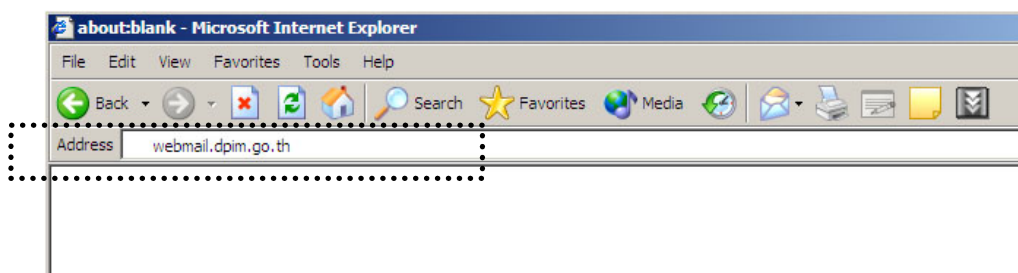 about:blank - Microsoft Internet Explorer
File Edit View Favorites Tools Help
Back Search Favorites Media
Address webmail.dpim.go.th